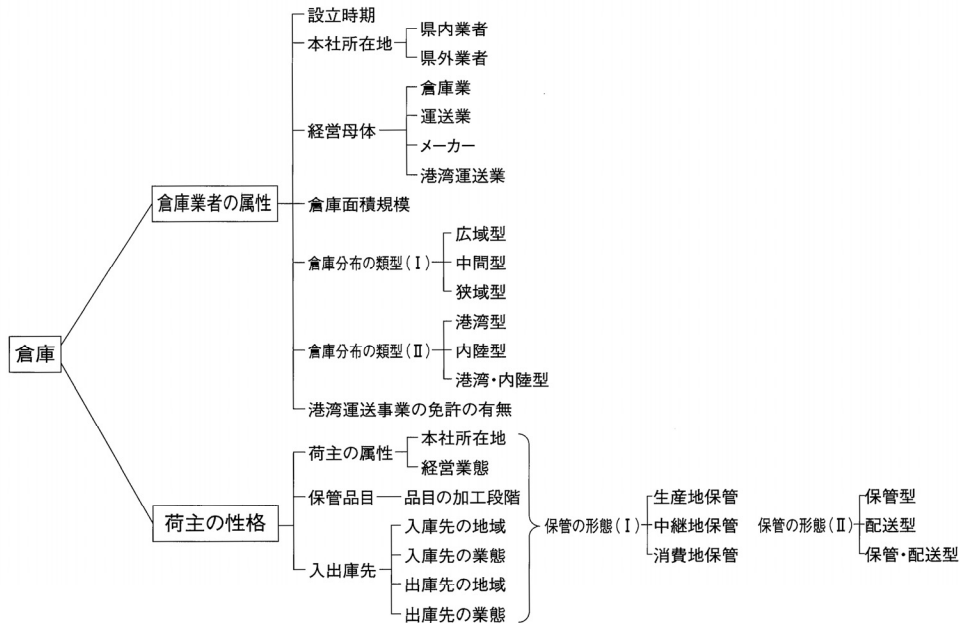 倉庫
倉庫業者の属性
設立時期
本社所在地
県内業者
県外業者
経営母体
倉庫業
運送業
メーカー
港湾運送業
倉庫面積規模
倉庫分布の類型(Ⅰ)
広域型
中間型
狭域型
倉庫分布の類型(Ⅱ)
港湾型
内陸型
港湾・内陸型
港湾運送事業の免許の有無
荷主の性格
荷主の属性
本社所在地
経営業態
保管品目
品目の加工段階
入出庫先
入庫先の地域
入庫先の業態
出庫先の地域
出庫先の業態
保管の形態(Ⅰ)
生産地保管
中継地保管
消費地保管
保管の形態(Ⅱ)
保管型
配送型
保管・配送型